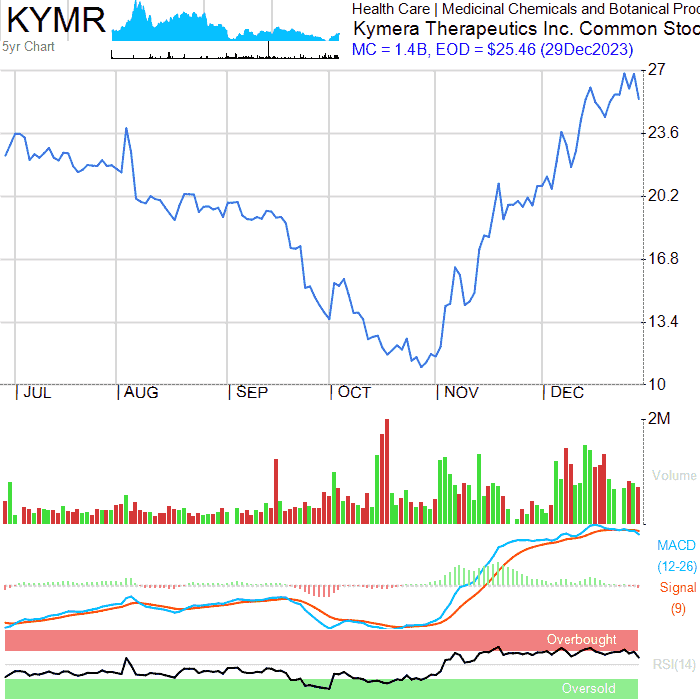 KYMR
5yr Chart
Health Care | Medicinal Chemicals and Botanical Proc
Kymera Therapeutics Inc. Common Stoc
MC = 1.4B, EOD = $25.46 (29Dec2023)
27
23.6
20.2
16.8
13.4
10
JUL AUG SEP OCT NOV DEC
2M
Volume
MACD
(12-26)
Signal
(9)
Overbought
RSI(14)
Oversold